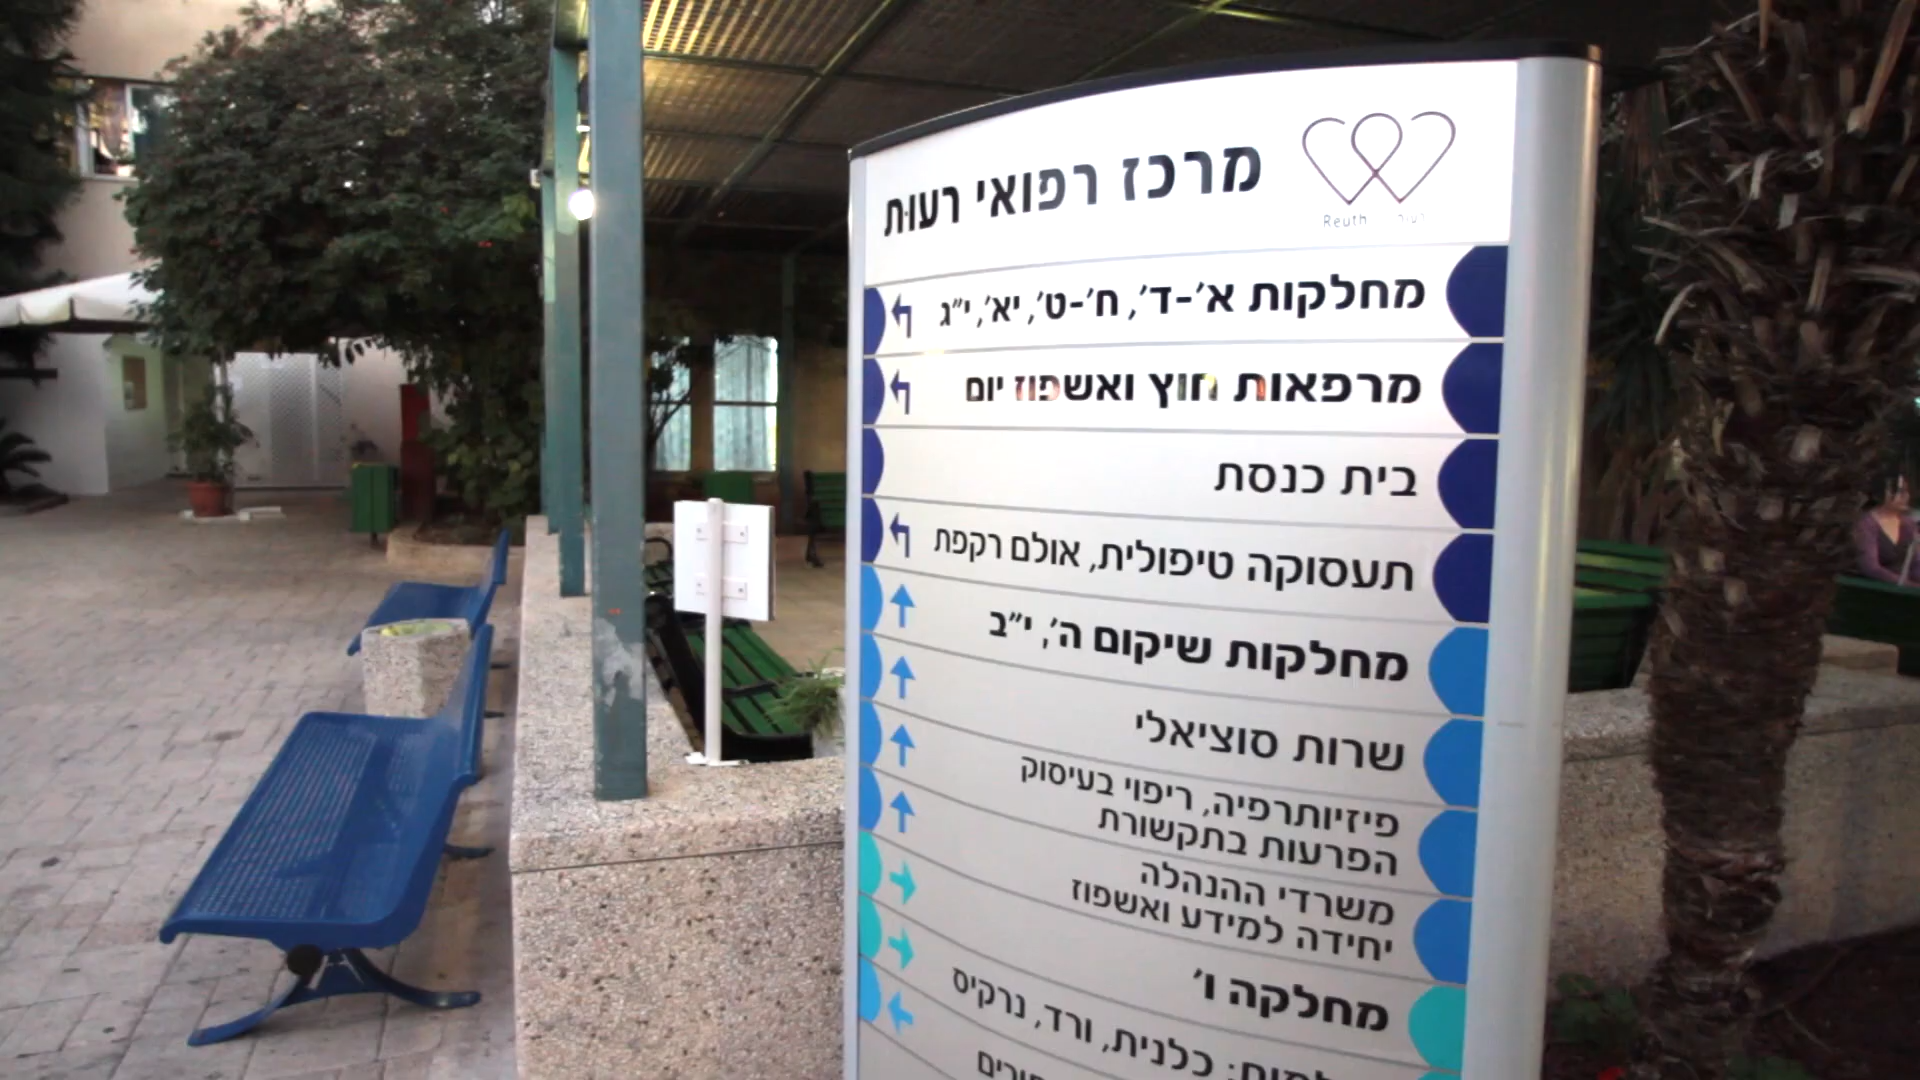 מרכז רפואי רעות
Reuth רעות
מחלקות א'-ד', ח'-ט', יא', י"ג
מרפאות חוץ ואשפוז יום
בית כנסת
תעסוקה טיפולית, אולם רקפת
מחלקות שיקום ה', י"ב
שרות סוציאלי
פיזיותרפיה, ריפוי בעיסוק
הפרעות בתקשורת
משרדי ההנהלה
יחידה למידע ואשפוז
מחלקה ו'
כלנית, ורד, נרקיס